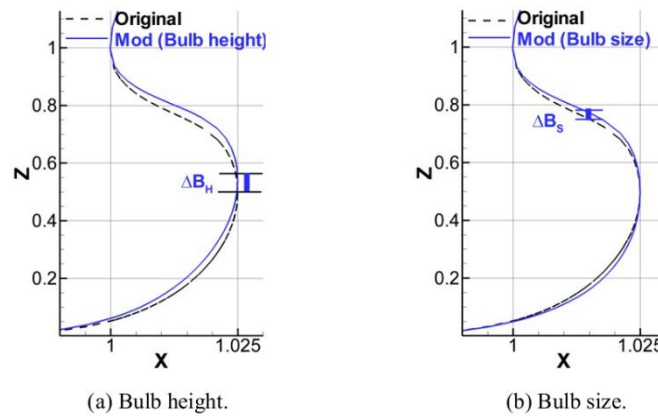 Original
Mod (Bulb height)
1
0.8
0.6
0.4
0.2
Z
ΔB_H
1
1.025
X
(a) Bulb height.
Original
Mod (Bulb size)
1
0.8
0.6
0.4
0.2
Z
ΔB_S
1
1.025
X
(b) Bulb size.